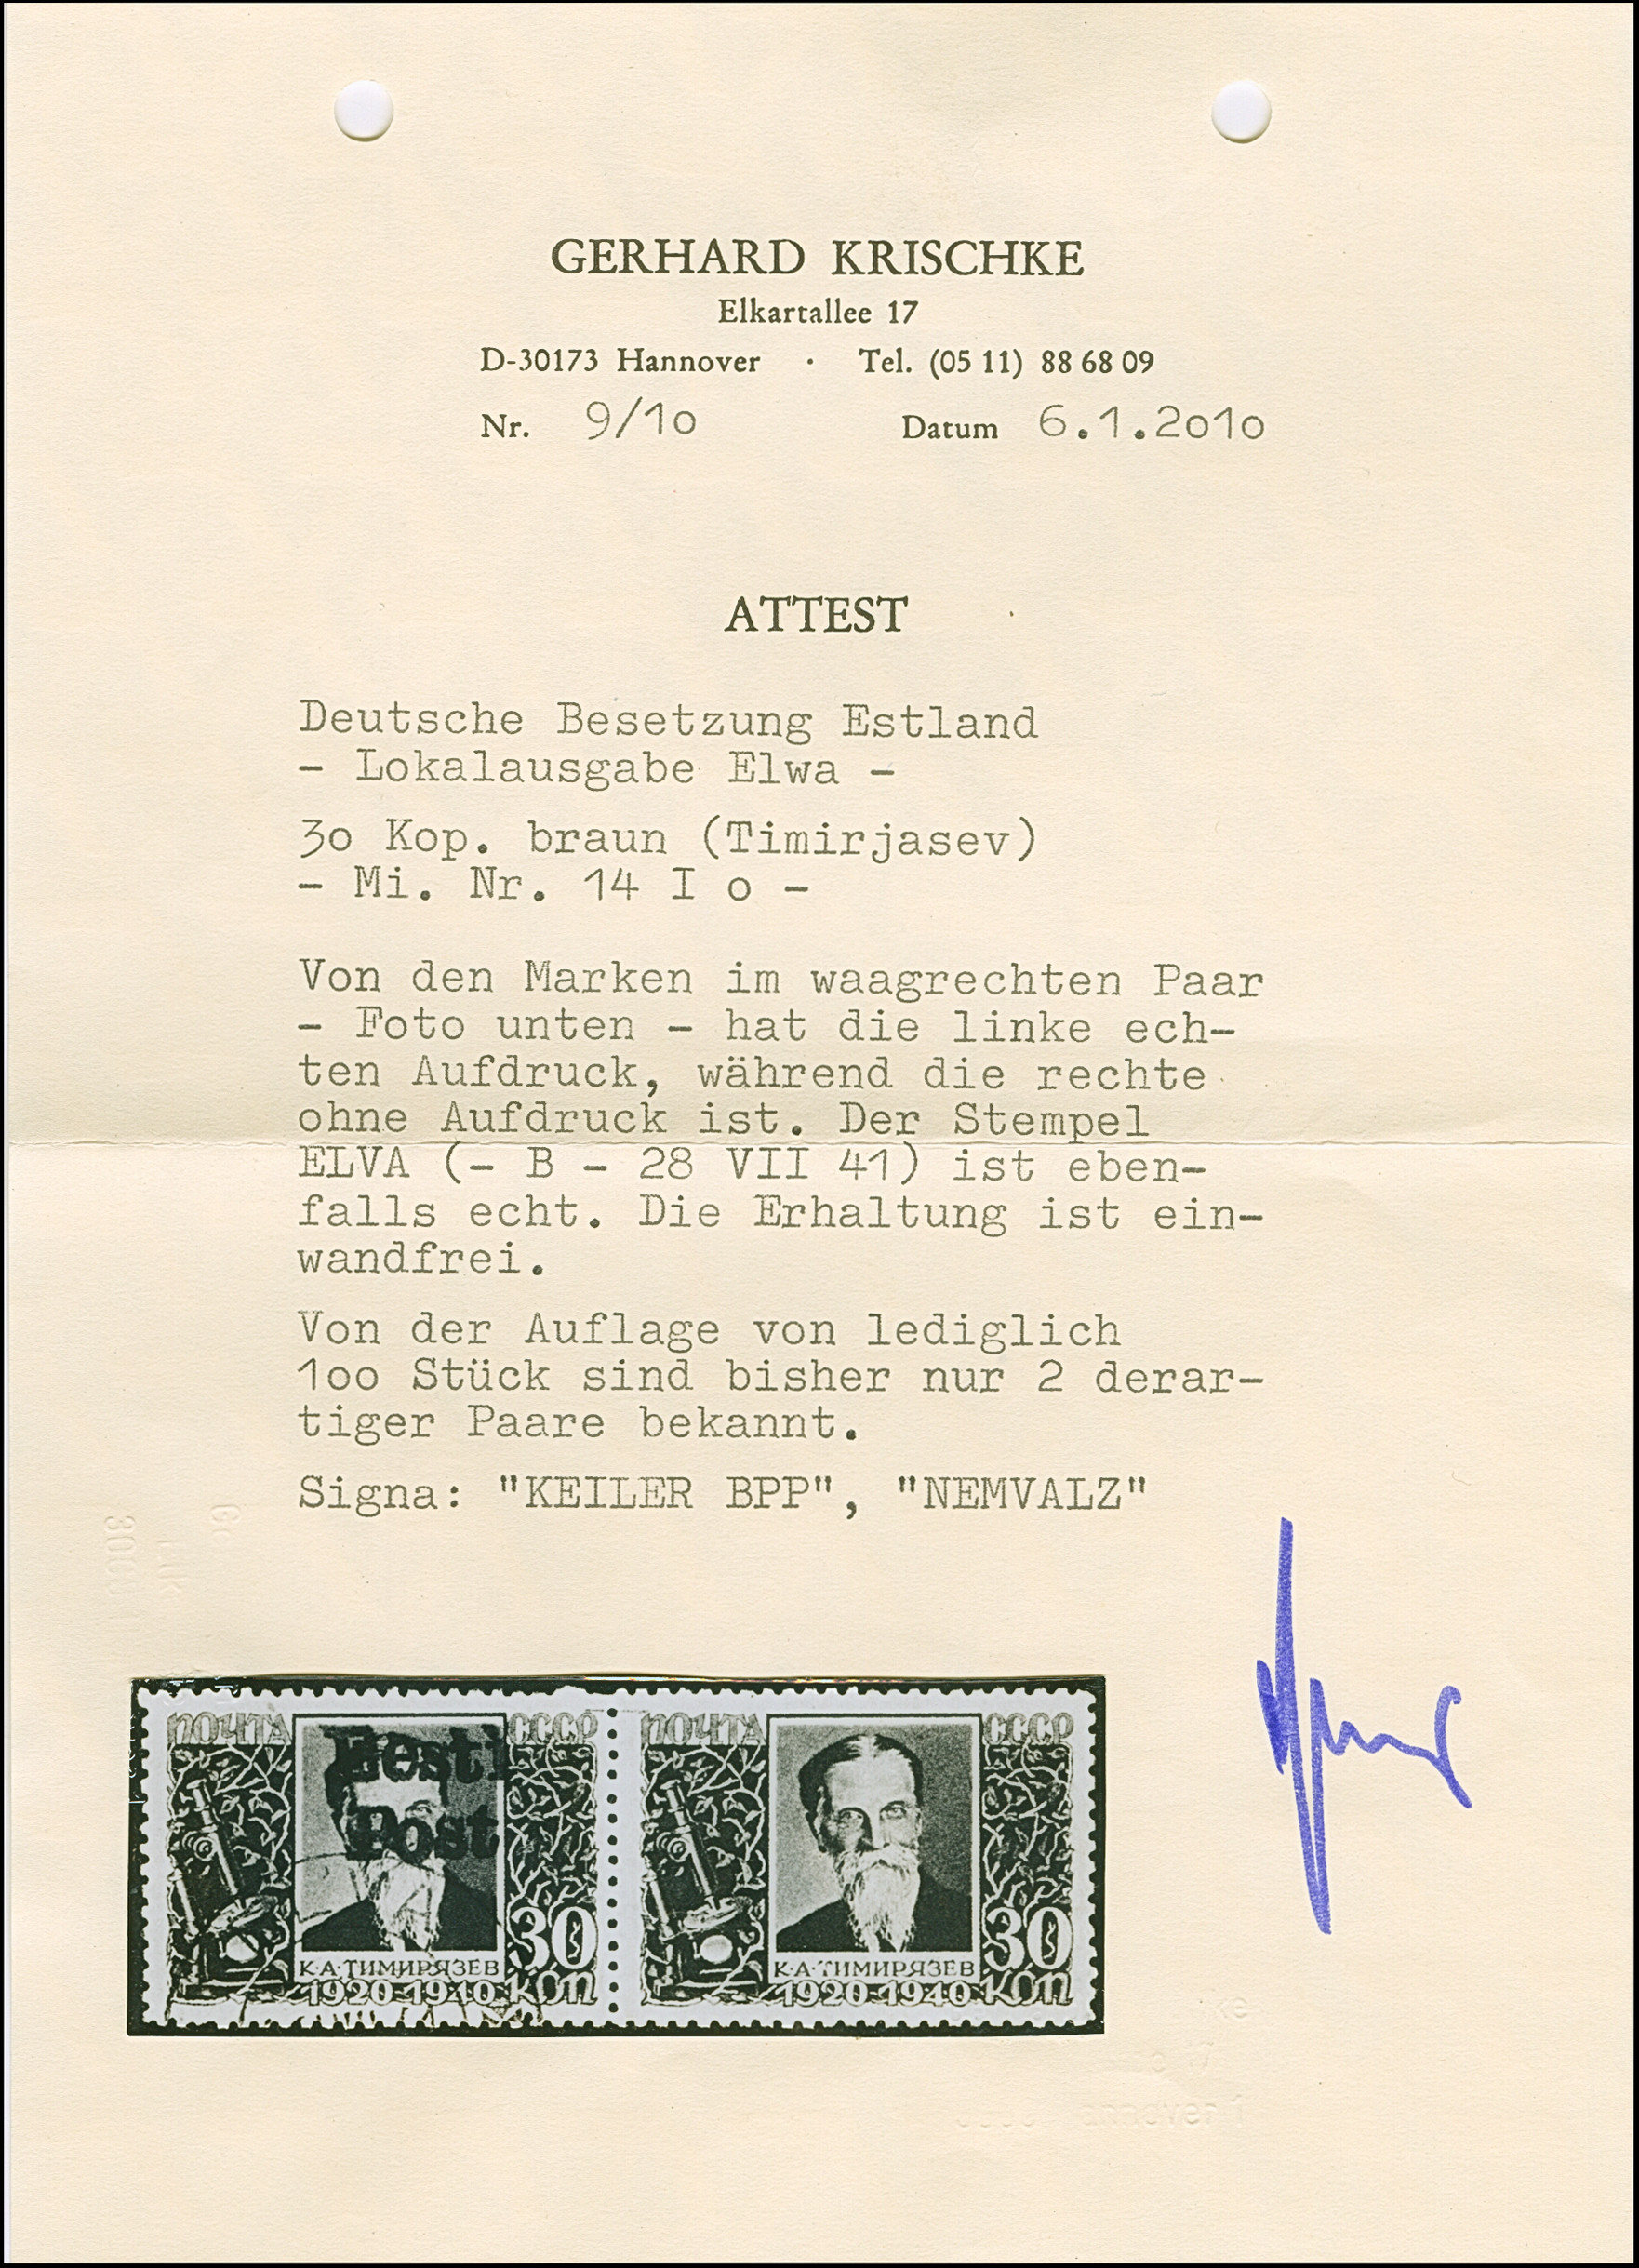 GERHARD KRISCHKE
Elkartallee 17
D-30173 Hannover · Tel. (05 11) 88 68 09
Nr. 9/1o Datum 6.1.2o1o
ATTEST
Deutsche Besetzung Estland
- Lokalausgabe Elwa -
3o Kop. braun (Timirjasev)
- Mi. Nr. 14 I o -
Von den Marken im waagrechten Paar
- Foto unten - hat die linke ech-
ten Aufdruck, während die rechte
ohne Aufdruck ist. Der Stempel
ELVA (- B - 28 VII 41) ist eben-
falls echt. Die Erhaltung ist ein-
wandfrei.
Von der Auflage von lediglich
1oo Stück sind bisher nur 2 derar-
tiger Paare bekannt.
Signa: "KEILER BPP", "NEMVALZ"
ПОЧТА СССР ПОЧТА СССР
Eesti
Post
30 30
К·А·ТИМИРЯЗЕВ К·А·ТИМИРЯЗЕВ
1920-1940 КОП 1920-1940 КОП